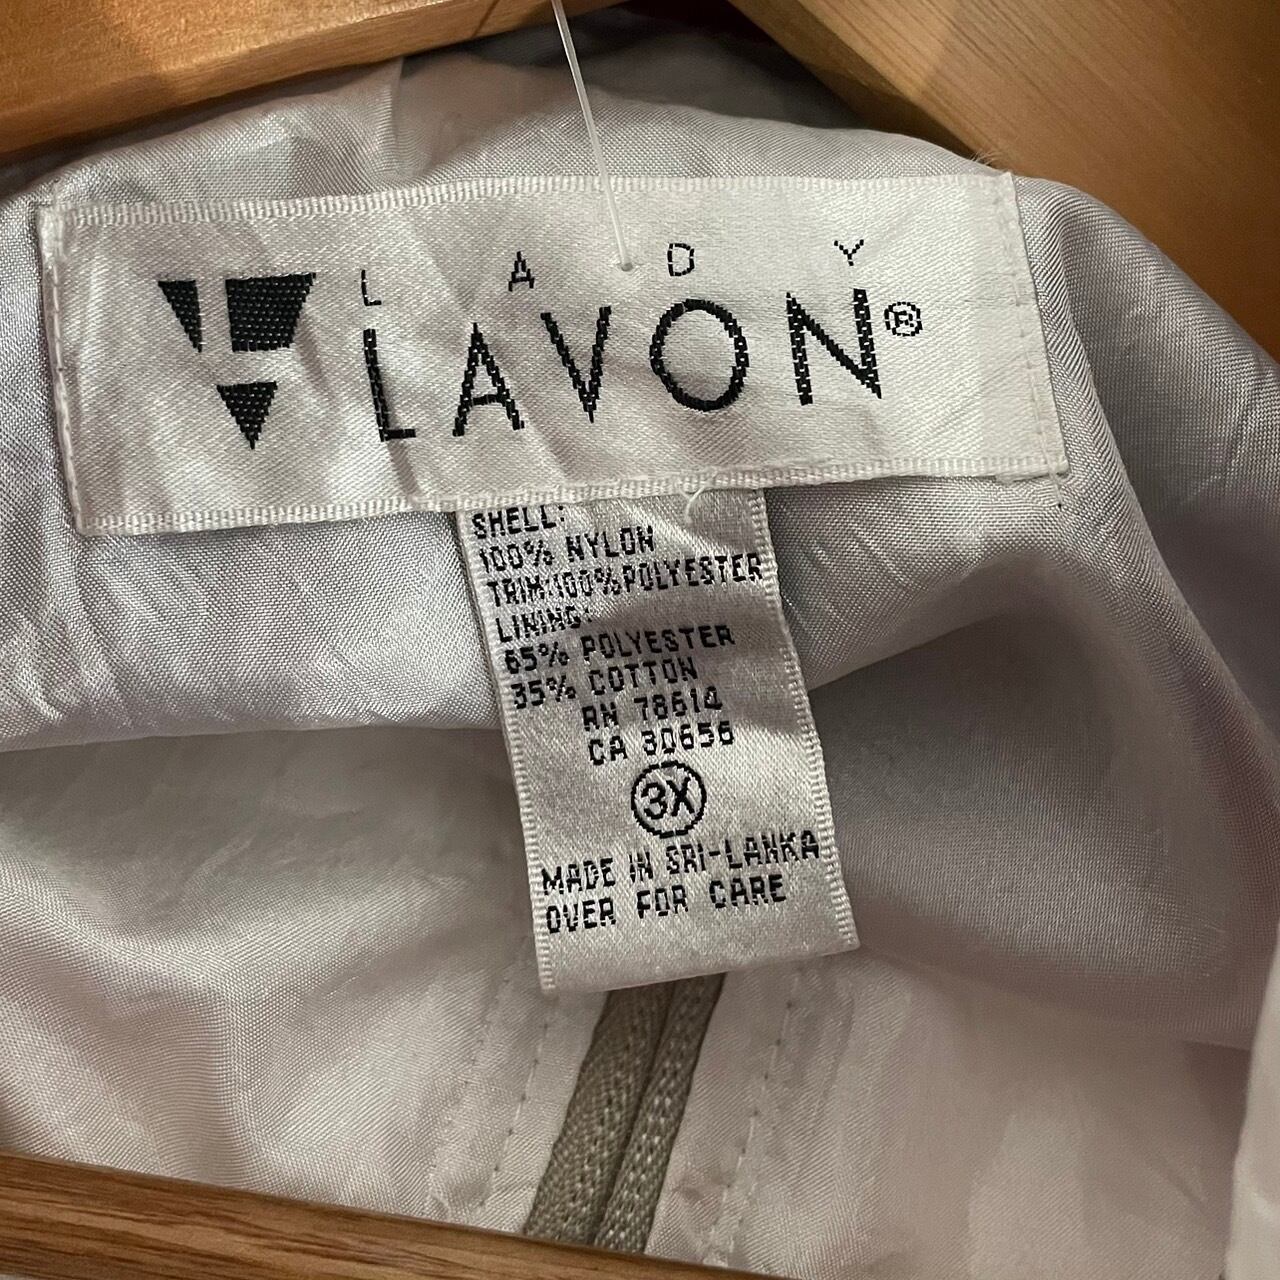 LADY
LAVON®
SHELL:
100% NYLON
TRIM:100%POLYESTER
LINING:
65% POLYESTER
35% COTTON
RN 78614
CA 30656
3X
MADE IN SRI-LANKA
OVER FOR CARE